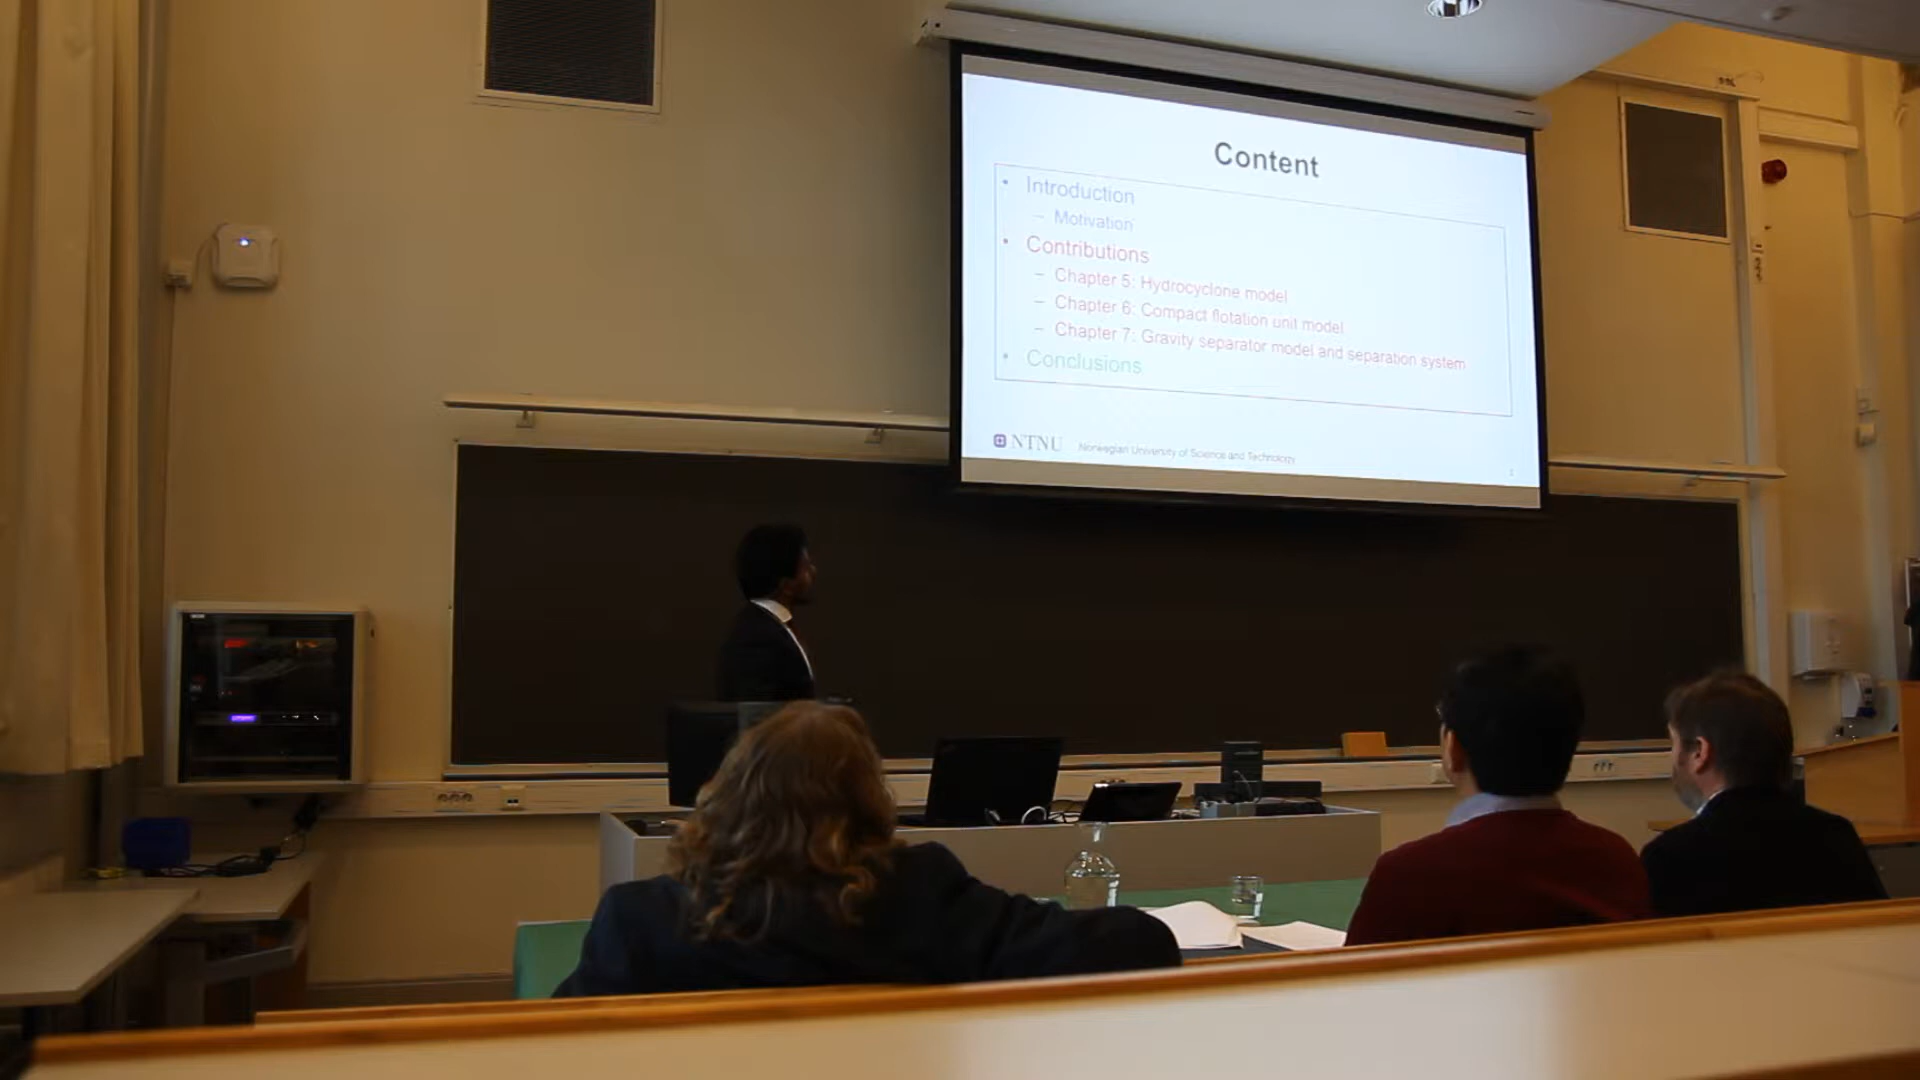 Content
• Introduction
– Motivation
• Contributions
– Chapter 5: Hydrocyclone model
– Chapter 6: Compact flotation unit model
– Chapter 7: Gravity separator model and separation system
• Conclusions
NTNU Norwegian University of Science and Technology